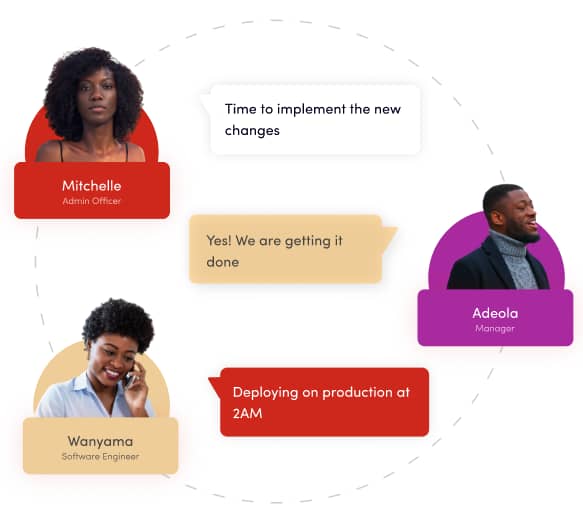 Time to implement the new
changes
Mitchelle
Admin Officer
Yes! We are getting it
done
Adeola
Manager
Deploying on production at
2AM
Wanyama
Software Engineer